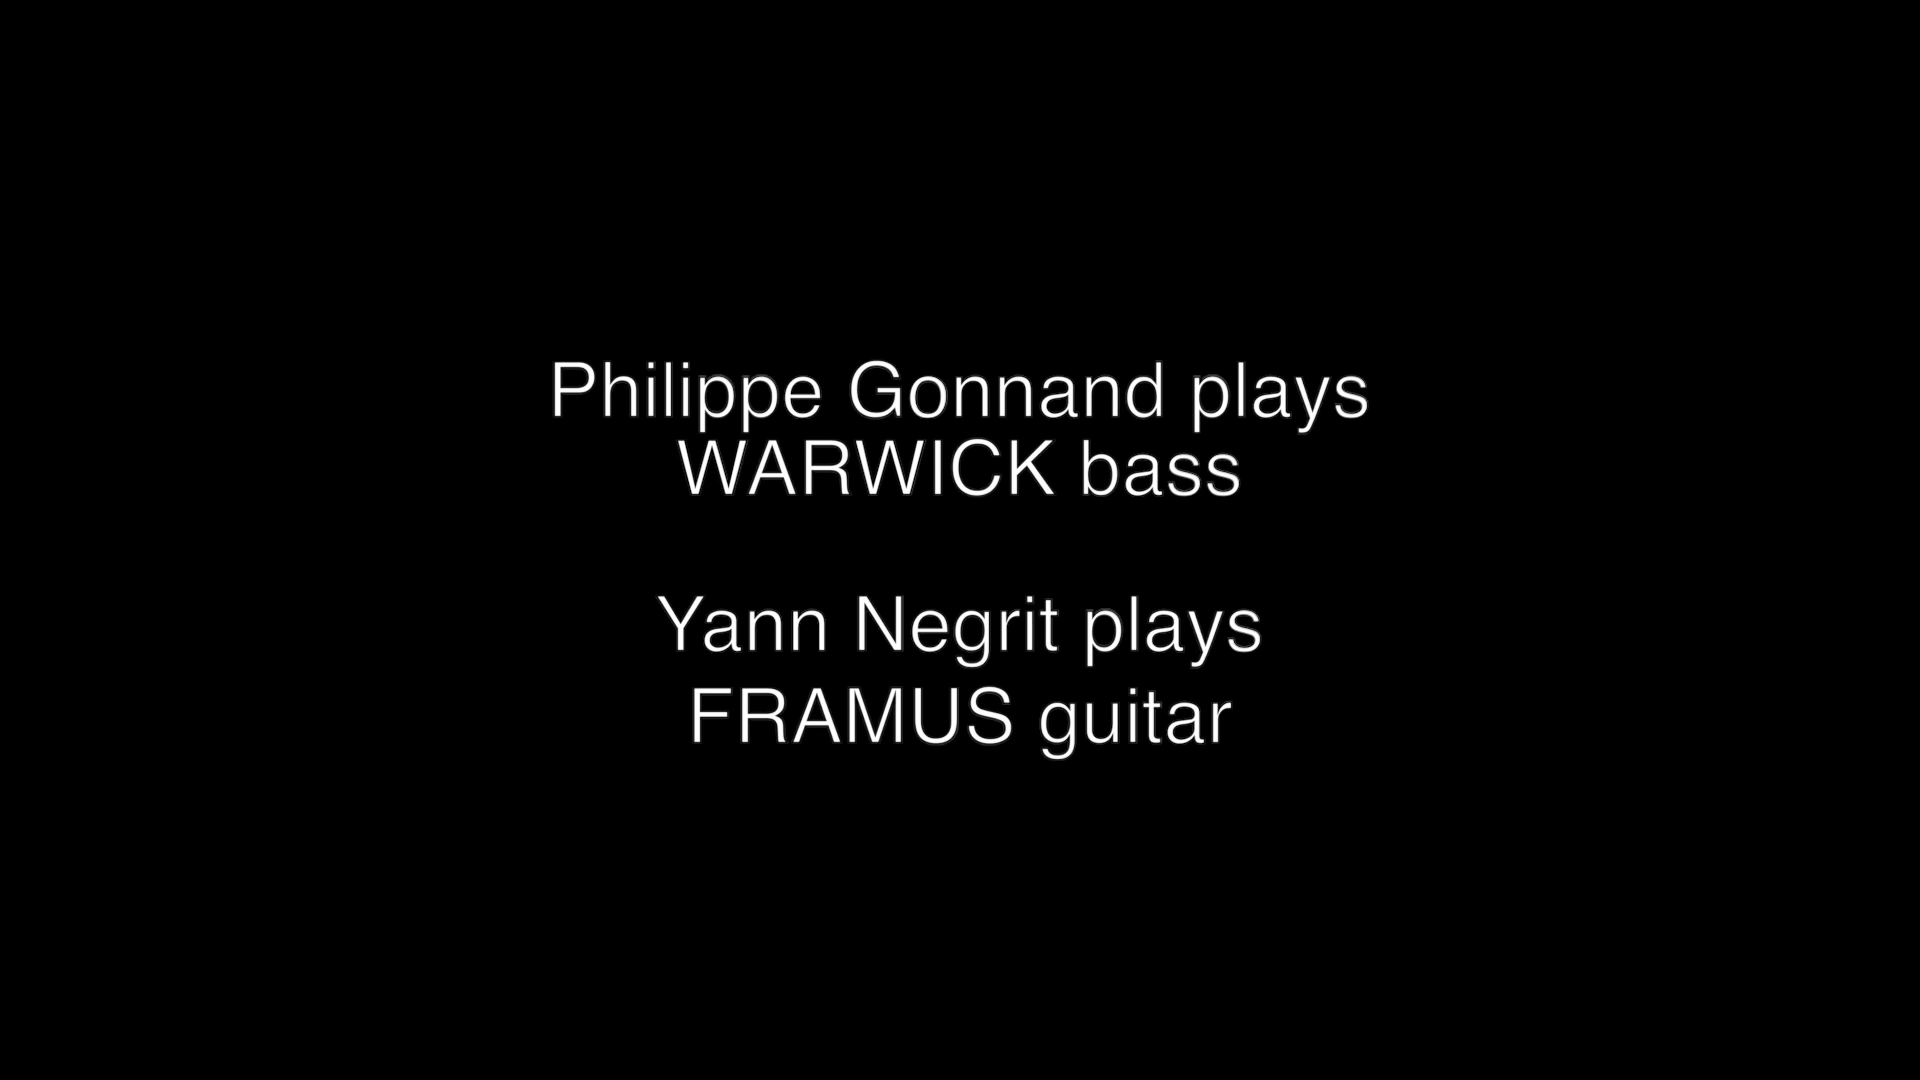 Philippe Gonnand plays
WARWICK bass
Yann Negrit plays
FRAMUS guitar